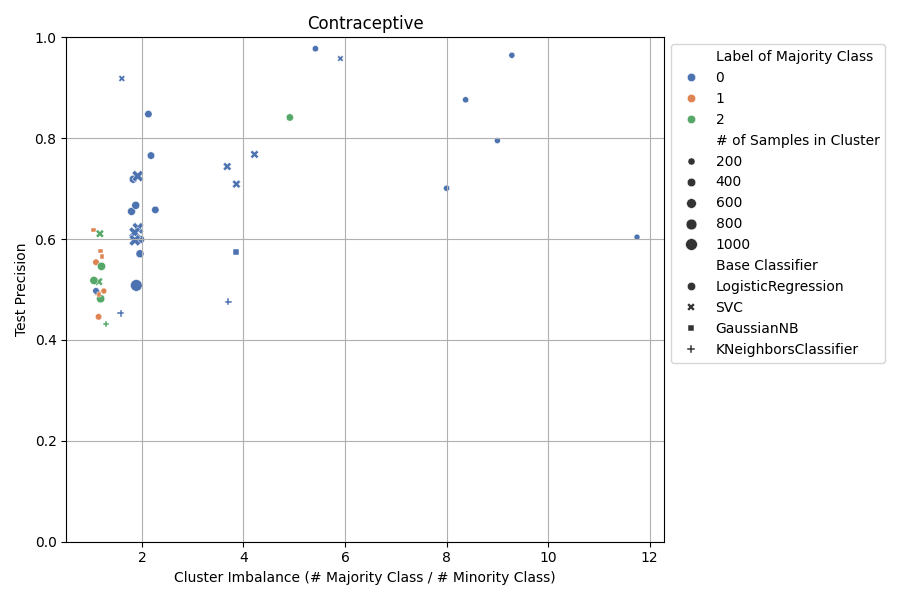 Contraceptive
1.0
0.8
0.6
0.4
0.2
0.0
Test Precision
2
4
6
8
10
12
Cluster Imbalance (# Majority Class / # Minority Class)
Label of Majority Class
0
1
2
# of Samples in Cluster
200
400
600
800
1000
Base Classifier
LogisticRegression
SVC
GaussianNB
KNeighborsClassifier